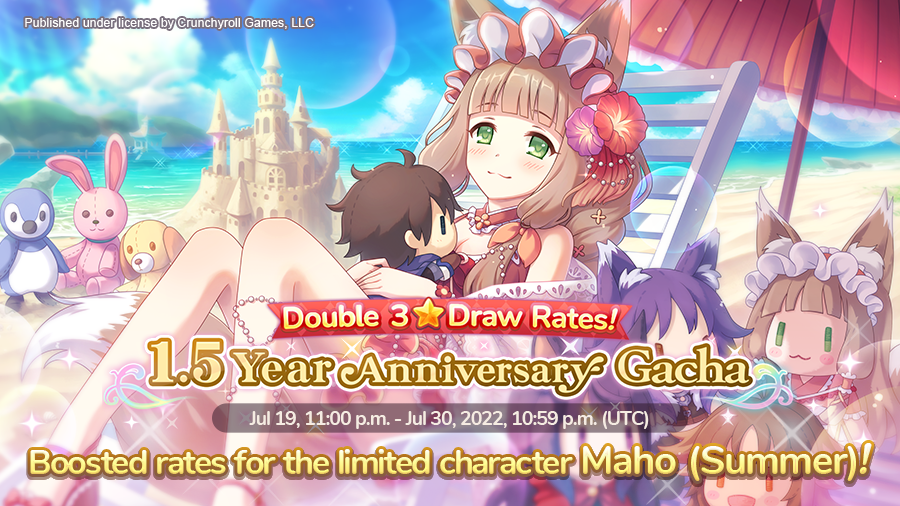 Published under license by Crunchyroll Games, LLC
Double 3⭐Draw Rates!
1.5 Year Anniversary Gacha
Jul 19, 11:00 p.m. - Jul 30, 2022, 10:59 p.m. (UTC)
Boosted rates for the limited character Maho (Summer)!